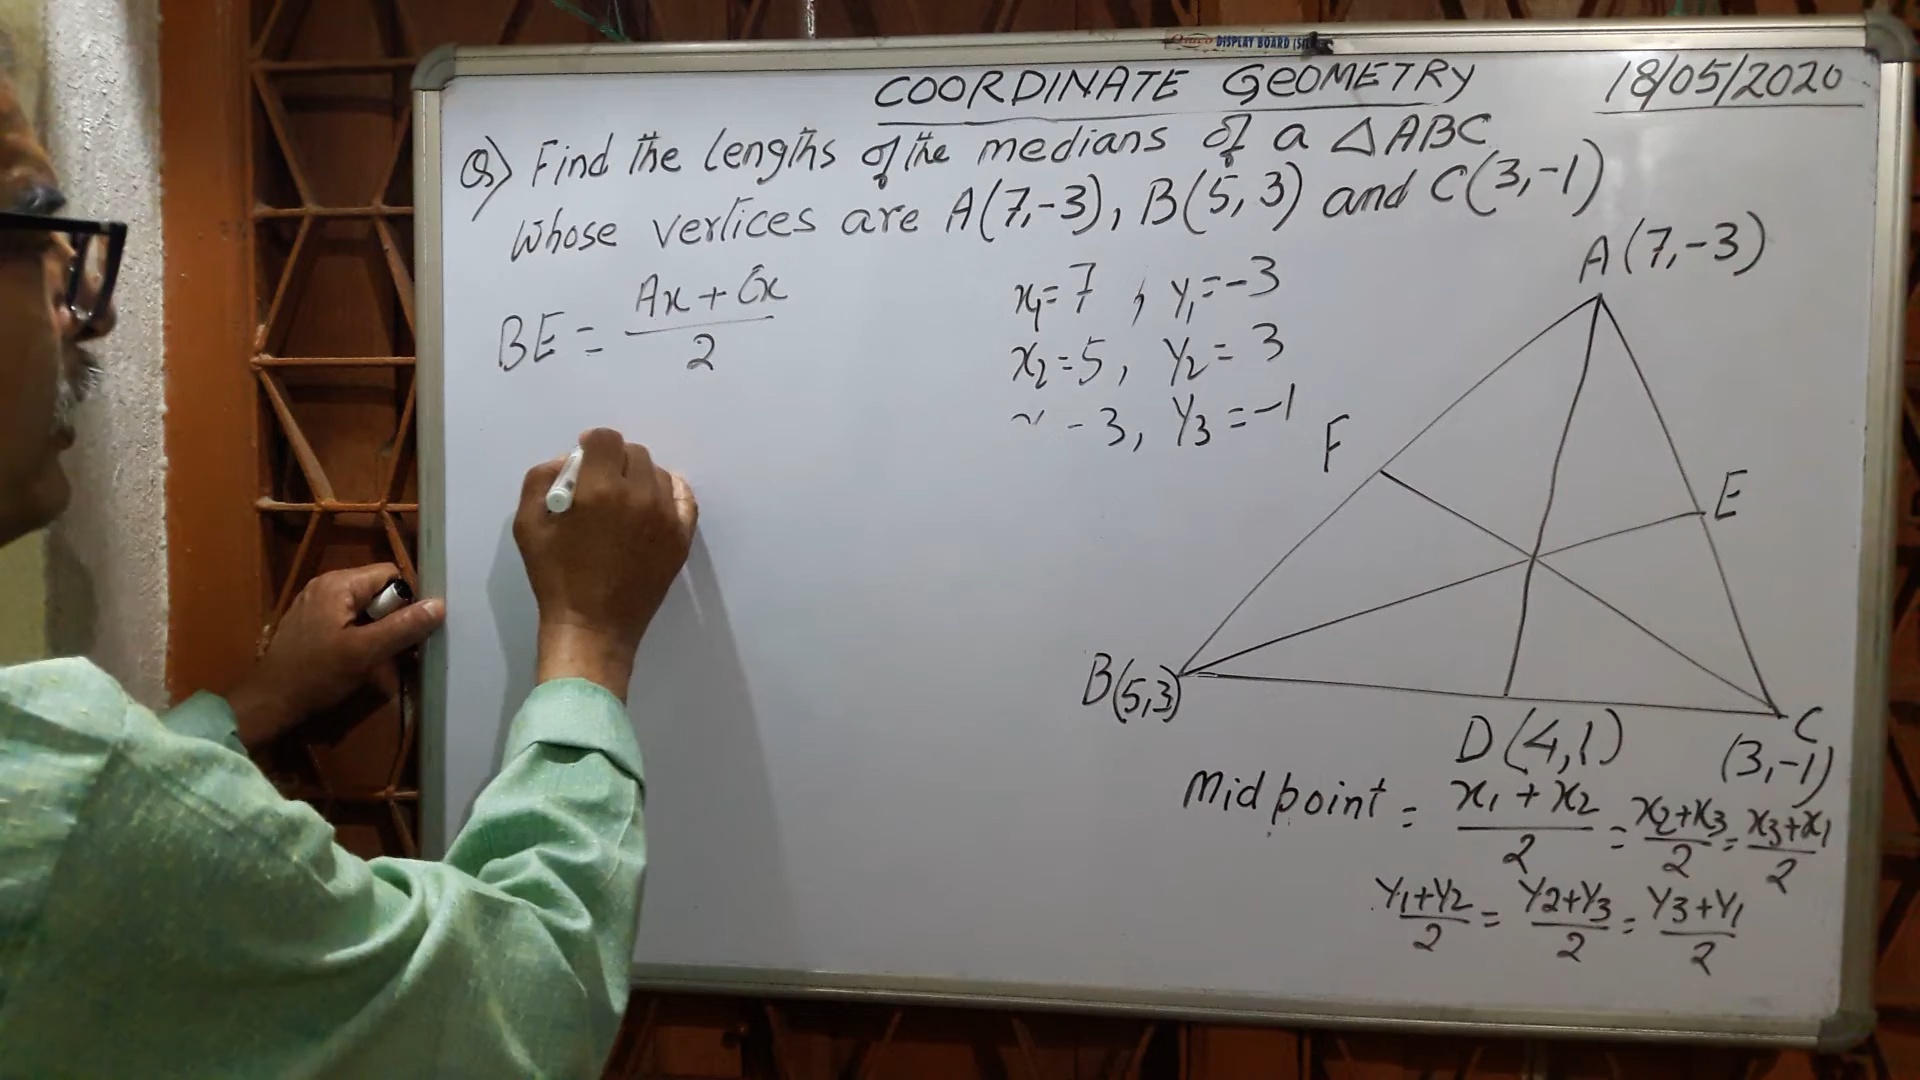 DISPLAY BOARD
COORDINATE GEOMETRY 18/05/2020
Q) Find the lengths of the medians of a △ABC
whose vertices are A(7,-3), B(5,3) and C(3,-1)
BE = Ax + Cx / 2
x1 = 7 , y1 = -3
x2 = 5 , y2 = 3
- 3, y3 = -1
A(7,-3)
F
E
B(5,3)
D(4,1)
C
(3,-1)
Mid point = x1 + x2 / 2 = x2+x3 / 2 = x3+x1 / 2
y1+y2 / 2 = y2+y3 / 2 = y3+y1 / 2